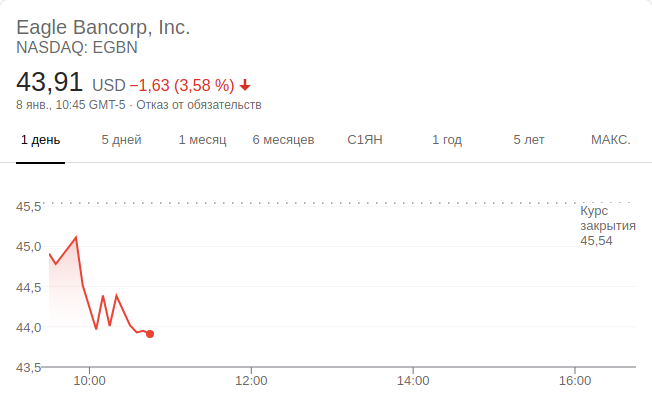 Eagle Bancorp, Inc.
NASDAQ: EGBN
43,91 USD −1,63 (3,58 %)
8 янв., 10:45 GMT-5 · Отказ от обязательств
1 день 5 дней 1 месяц 6 месяцев С1ЯН 1 год 5 лет МАКС.
45,5
45,0
44,5
44,0
43,5
Курс
закрытия
45,54
10:00 12:00 14:00 16:00